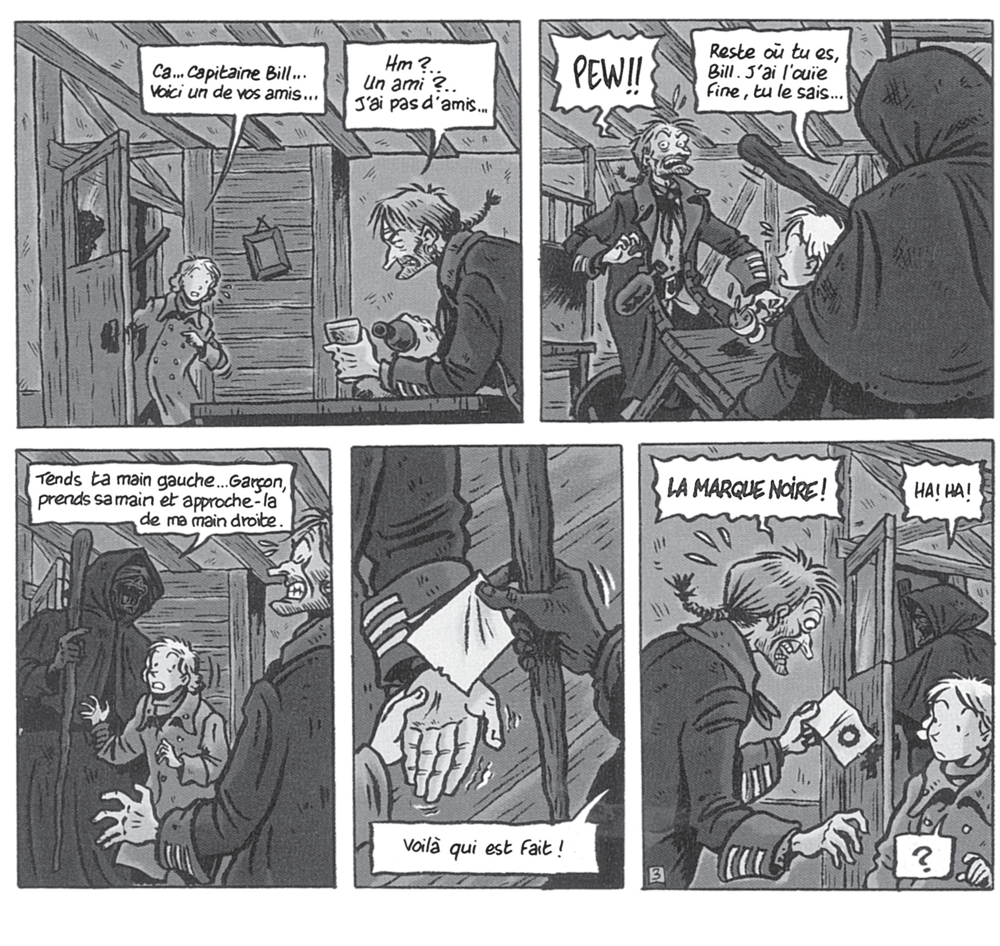 Ca... Capitaine Bill...
Voici un de vos amis...
Hm ?..
Un ami ?..
J'ai pas d'amis...
PEW!!
Reste où tu es,
Bill. J'ai l'ouïe
fine, tu le sais...
Tends ta main gauche... Garçon,
prends sa main et approche-la
de ma main droite.
Voilà qui est fait !
LA MARQUE NOIRE !
HA! HA!
?
3